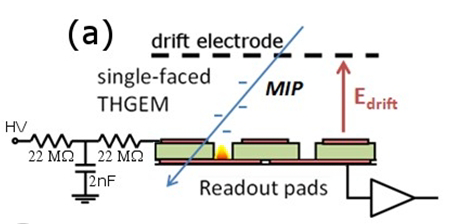 (a)
drift electrode
single-faced
THGEM
MIP
Edrift
HV
22 MΩ
22 MΩ
2nF
Readout pads